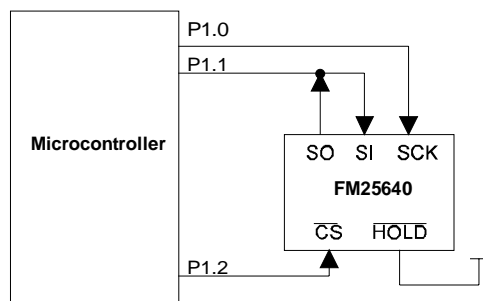 P1.0
P1.1
Microcontroller
SO SI SCK
FM25640
CS HOLD
P1.2